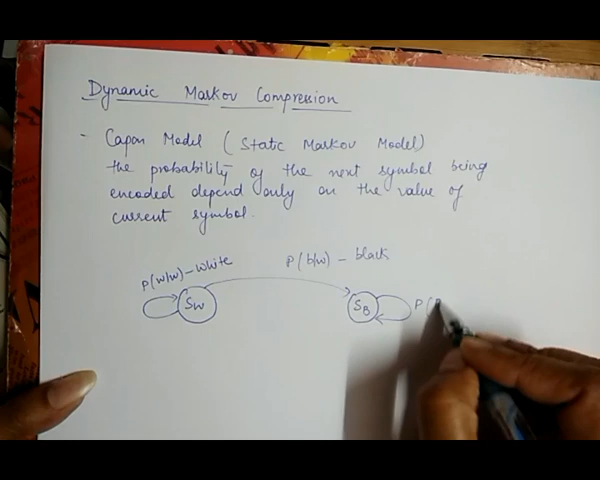 Dynamic Markov Compression
- Capon Model ( Static Markov Model)
the probability of the next symbol being
encoded depend only on the value of
current symbol.
P(w/w) - white
P(b/w) - black
Sw
SB
P(